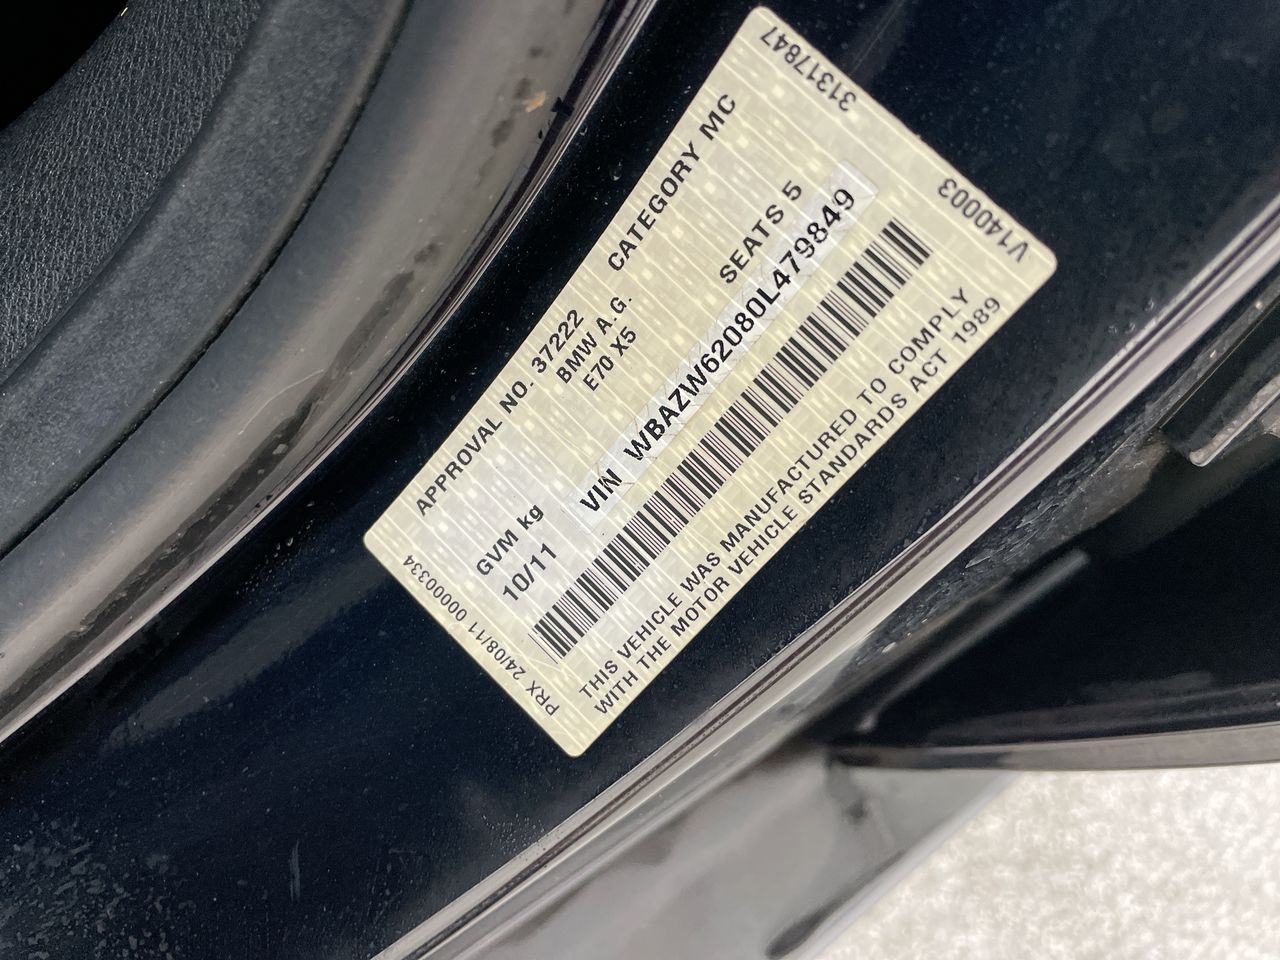 APPROVAL NO. 37222 CATEGORY MC
BMW A.G.
E70 X5
GVM kg SEATS 5
10/11
VIN WBAZW62080L479849
THIS VEHICLE WAS MANUFACTURED TO COMPLY
WITH THE MOTOR VEHICLE STANDARDS ACT 1989
PRX 24/08/11 00000334
31317847
V140003